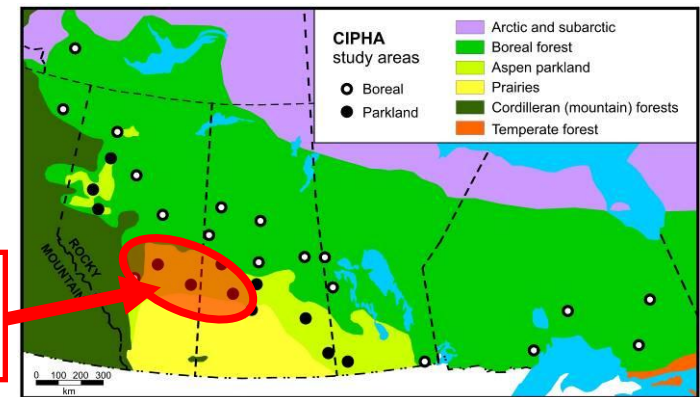 CIPHA
study areas
Boreal
Parkland
Arctic and subarctic
Boreal forest
Aspen parkland
Prairies
Cordilleran (mountain) forests
Temperate forest
ROCKY
MOUNTAIN
0 100 200 300
km